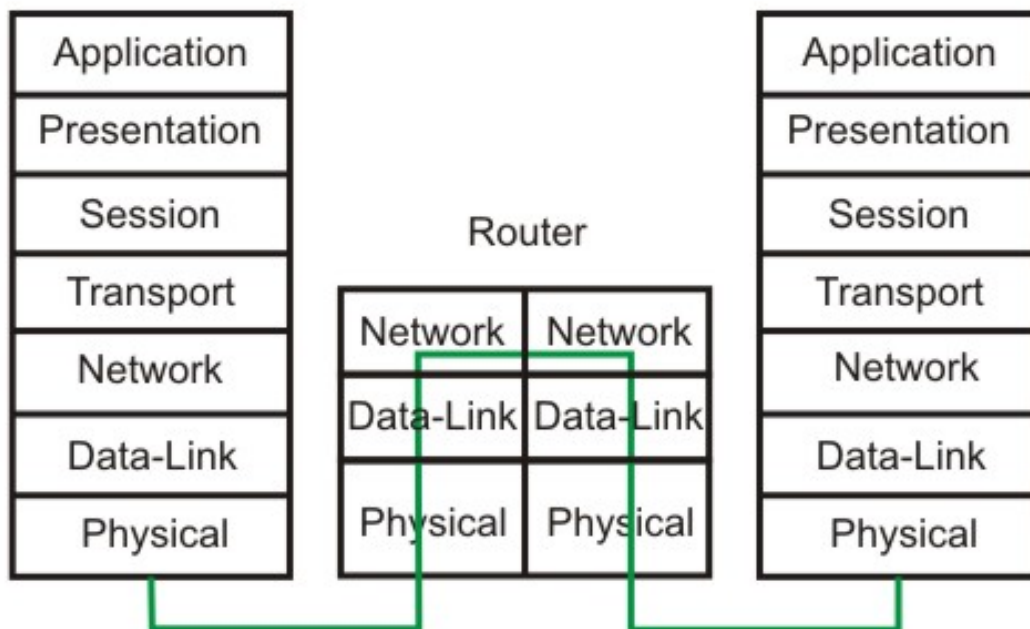 Application
Presentation
Session
Transport
Network
Data-Link
Physical
Router
Network Network
Data-Link Data-Link
Physical Physical
Application
Presentation
Session
Transport
Network
Data-Link
Physical